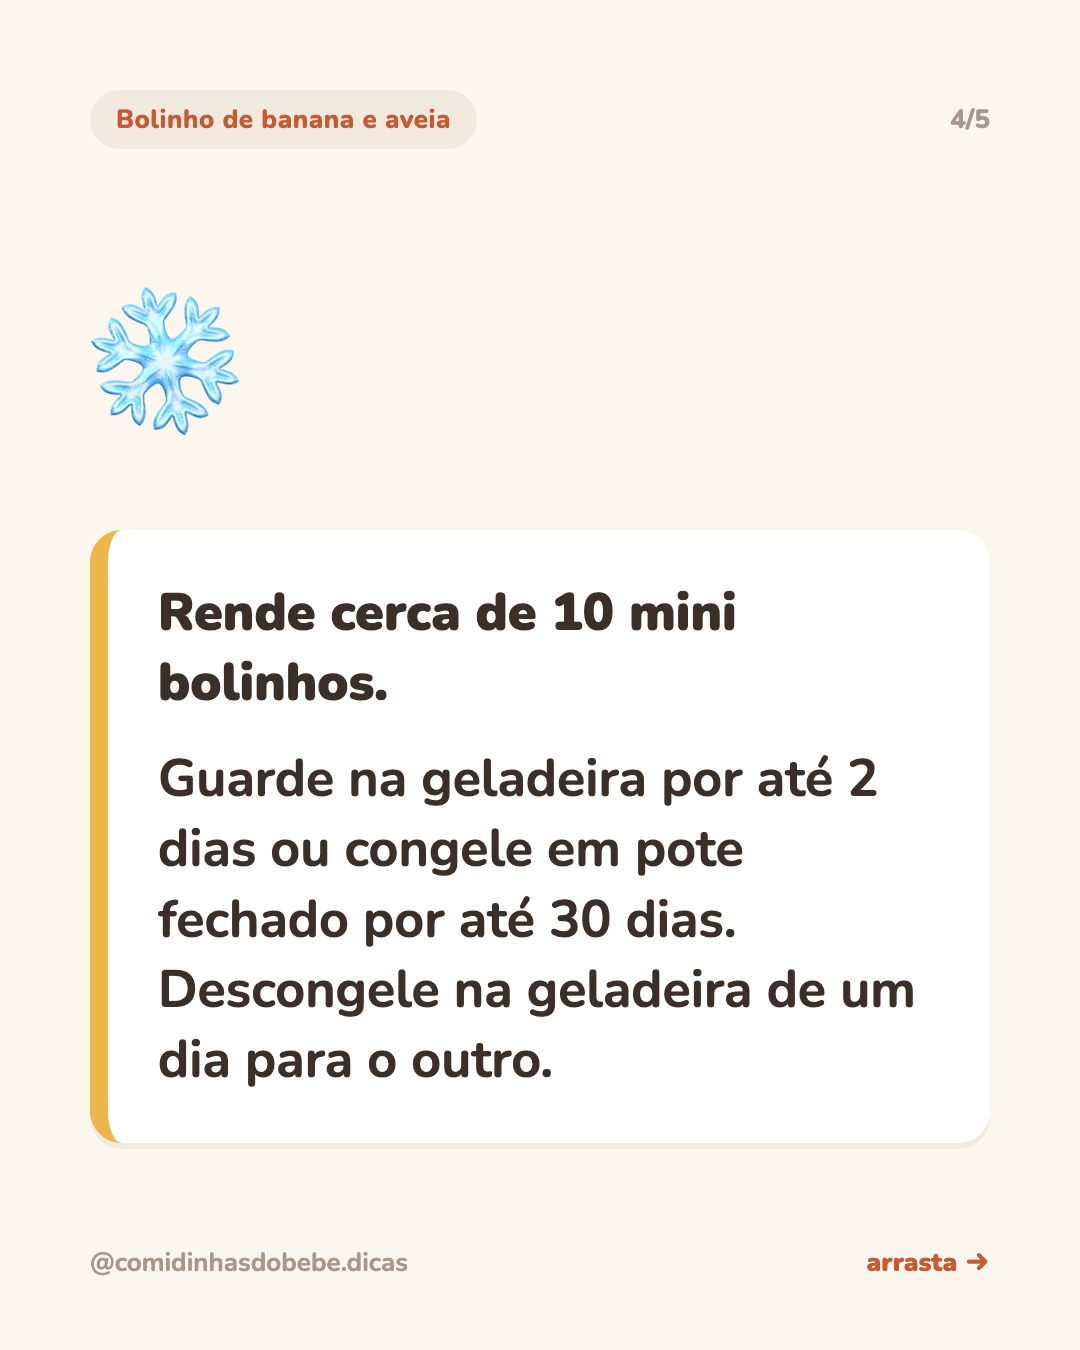 Bolinho de banana e aveia
4/5
Rende cerca de 10 mini
bolinhos.
Guarde na geladeira por até 2
dias ou congele em pote
fechado por até 30 dias.
Descongele na geladeira de um
dia para o outro.
@comidinhasdobebe.dicas
arrasta →